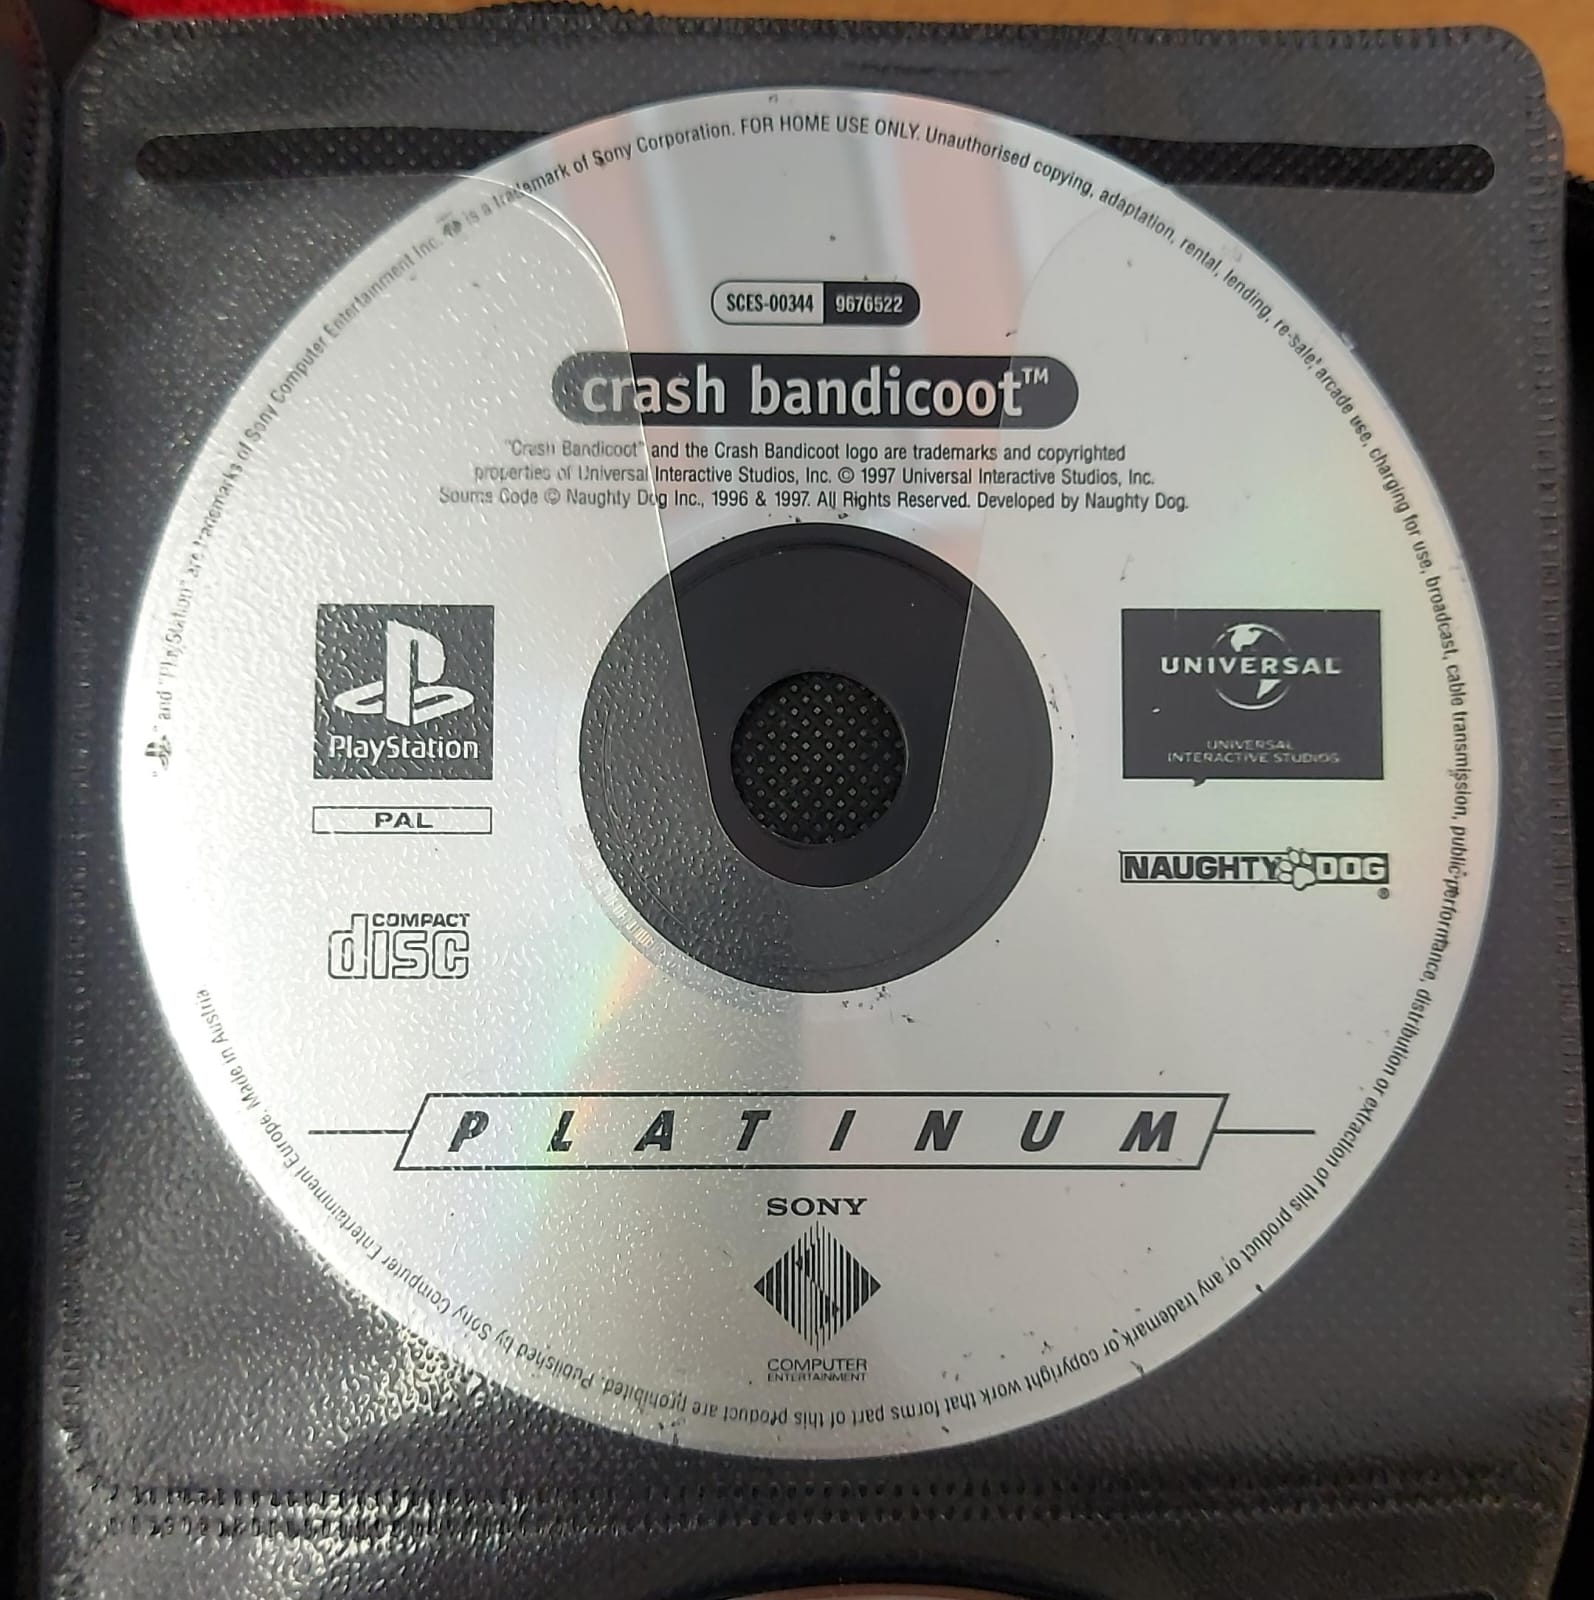 "PS" and "PlayStation" are trademarks of Sony Computer Entertainment Inc. "PS" is a trademark of Sony Corporation. FOR HOME USE ONLY. Unauthorised copying, adaptation, rental, lending, re-sale, arcade use, charging for use, broadcast, cable transmission, public performance, distribution or extraction of this product or any trademark or copyright work that forms part of this product are prohibited. Published by Sony Computer Entertainment Europe. Made in Austria
SCES-00344 9676522
crash bandicoot™
"Crash Bandicoot" and the Crash Bandicoot logo are trademarks and copyrighted
properties of Universal Interactive Studios, Inc. © 1997 Universal Interactive Studios, Inc.
Source Code © Naughty Dog Inc., 1996 & 1997. All Rights Reserved. Developed by Naughty Dog.
PlayStation
PAL
COMPACT
disc
UNIVERSAL
UNIVERSAL
INTERACTIVE STUDIOS
NAUGHTY DOG®
PLATINUM
SONY
COMPUTER
ENTERTAINMENT